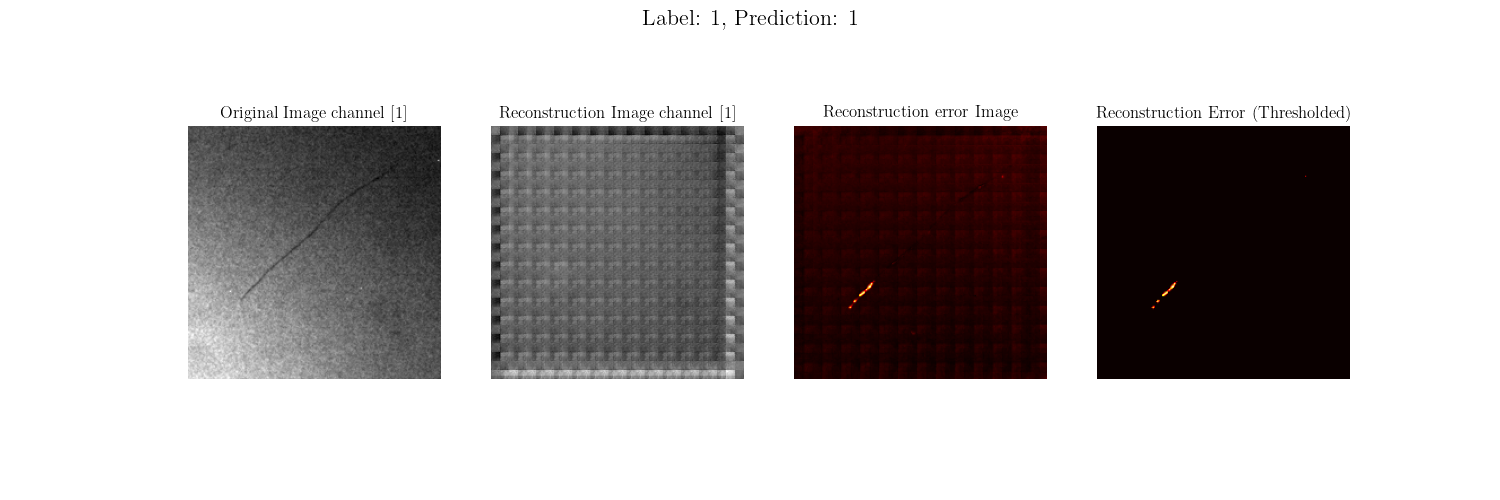 Label: 1, Prediction: 1
Original Image channel [1]
Reconstruction Image channel [1]
Reconstruction error Image
Reconstruction Error (Thresholded)